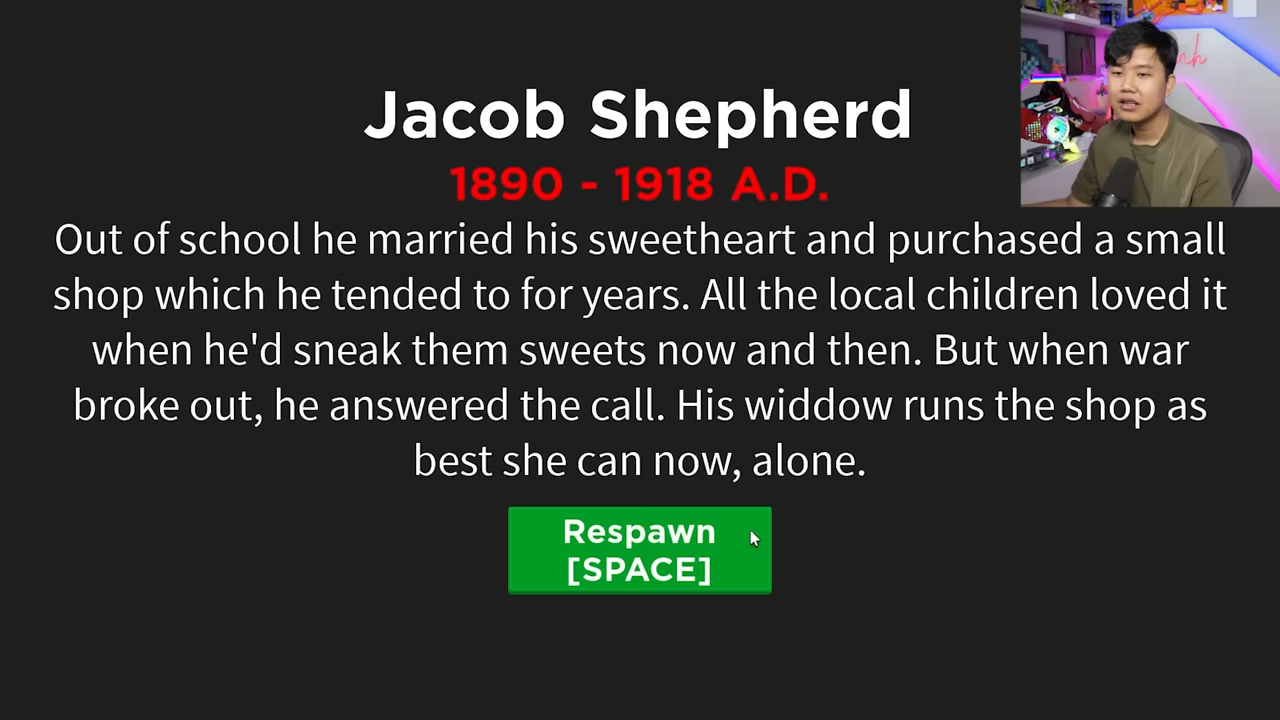 Jacob Shepherd
1890 - 1918 A.D.
Out of school he married his sweetheart and purchased a small
shop which he tended to for years. All the local children loved it
when he'd sneak them sweets now and then. But when war
broke out, he answered the call. His widdow runs the shop as
best she can now, alone.
Respawn
[SPACE]